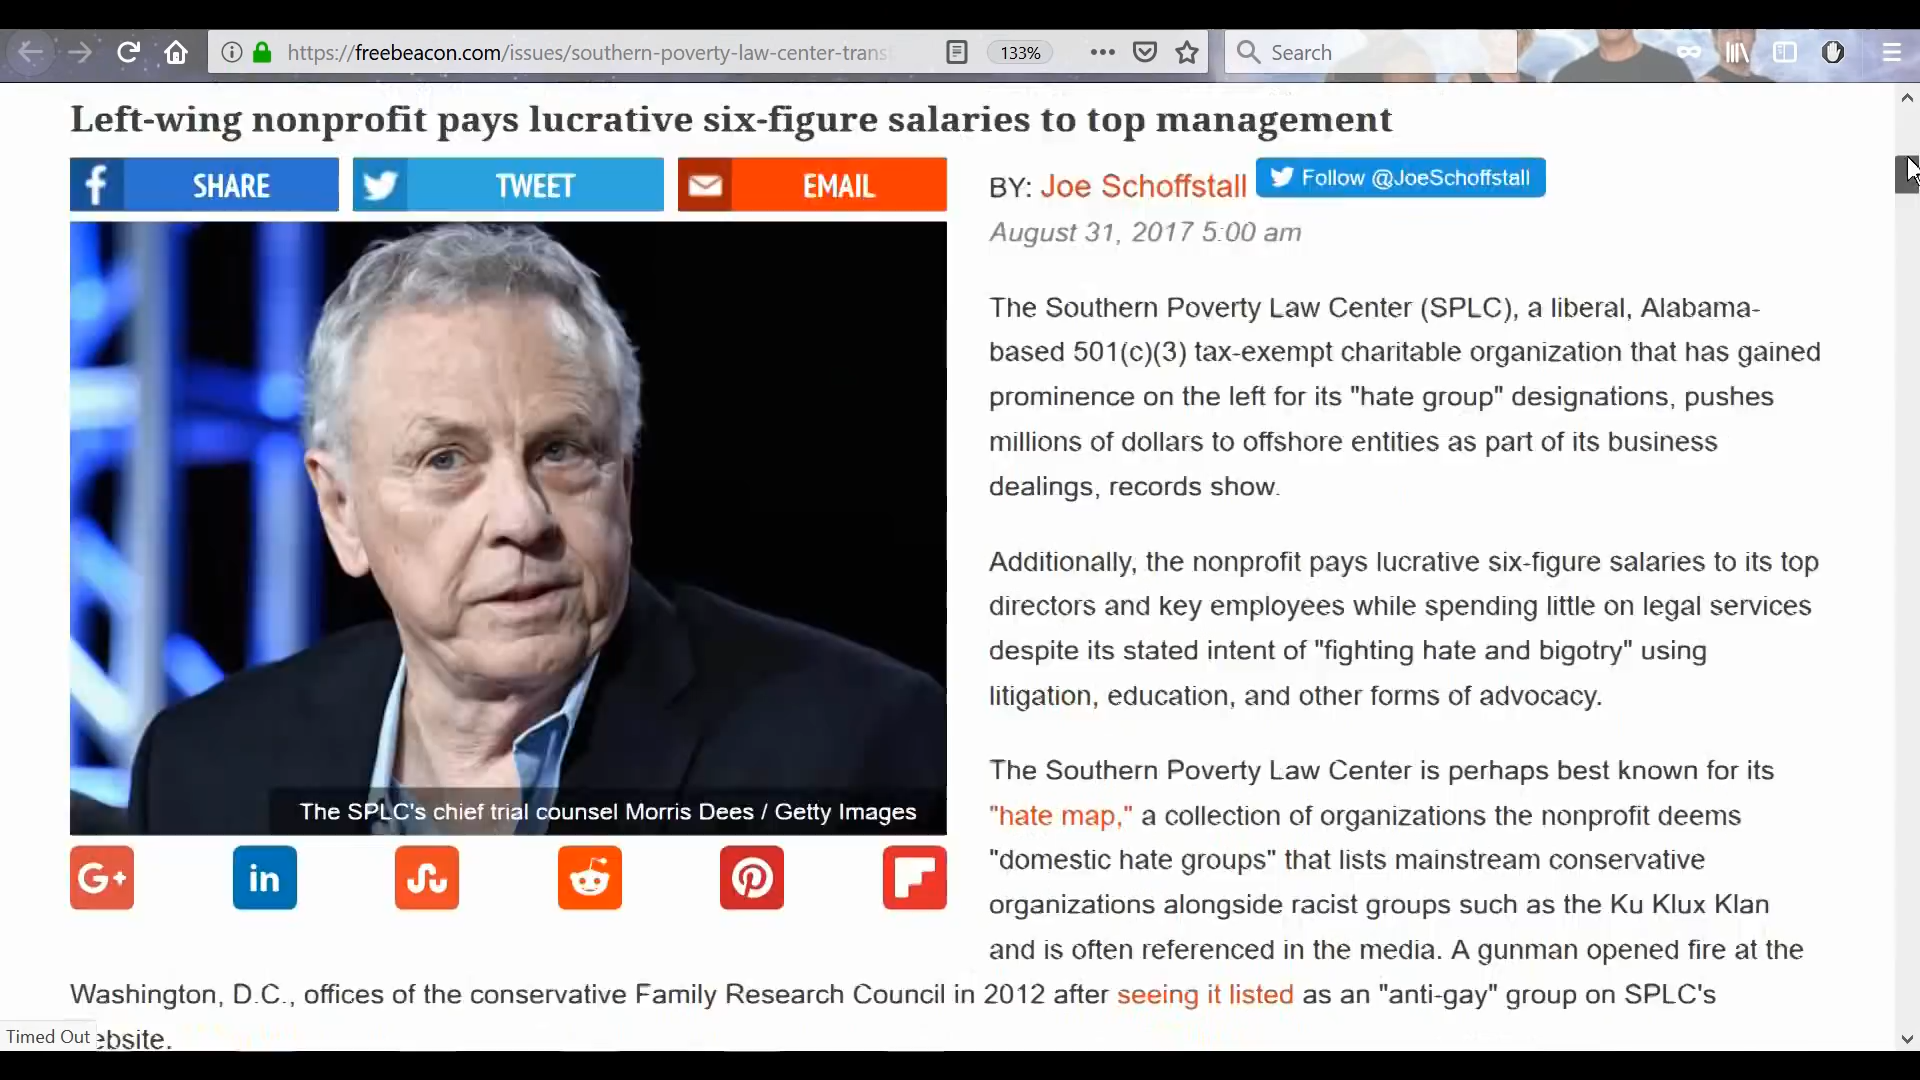 https://freebeacon.com/issues/southern-poverty-law-center-trans
133%
Search
Left-wing nonprofit pays lucrative six-figure salaries to top management
SHARE
TWEET
EMAIL
BY: Joe Schoffstall
Follow @JoeSchoffstall
August 31, 2017 5:00 am
The Southern Poverty Law Center (SPLC), a liberal, Alabama-
based 501(c)(3) tax-exempt charitable organization that has gained
prominence on the left for its "hate group" designations, pushes
millions of dollars to offshore entities as part of its business
dealings, records show.
Additionally, the nonprofit pays lucrative six-figure salaries to its top
directors and key employees while spending little on legal services
despite its stated intent of "fighting hate and bigotry" using
litigation, education, and other forms of advocacy.
The SPLC's chief trial counsel Morris Dees / Getty Images
G+
in
The Southern Poverty Law Center is perhaps best known for its
"hate map," a collection of organizations the nonprofit deems
"domestic hate groups" that lists mainstream conservative
organizations alongside racist groups such as the Ku Klux Klan
and is often referenced in the media. A gunman opened fire at the
Washington, D.C., offices of the conservative Family Research Council in 2012 after seeing it listed as an "anti-gay" group on SPLC's
ebsite.
Timed Out